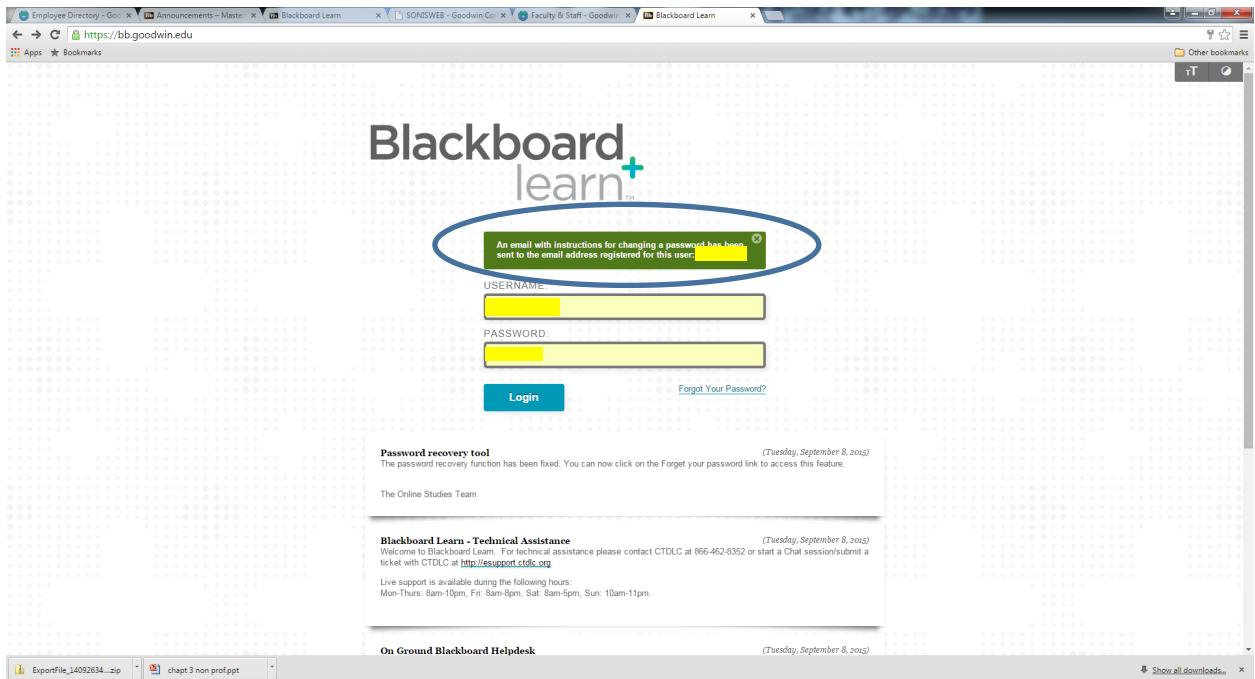 Employee Directory - Goo
Announcements – Master
Blackboard Learn
SONISWEB - Goodwin Col
Faculty & Staff - Goodwin
Blackboard Learn
https://bb.goodwin.edu
Apps
Bookmarks
Other bookmarks
TT
Blackboard
learn
TM
An email with instructions for changing a password has been
sent to the email address registered for this user:
USERNAME:
PASSWORD:
Login
Forgot Your Password?
Password recovery tool
(Tuesday, September 8, 2015)
The password recovery function has been fixed. You can now click on the Forget your password link to access this feature.
The Online Studies Team
Blackboard Learn - Technical Assistance
(Tuesday, September 8, 2015)
Welcome to Blackboard Learn. For technical assistance please contact CTDLC at 866-462-8352 or start a Chat session/submit a
ticket with CTDLC at http://esupport.ctdlc.org.
Live support is available during the following hours:
Mon-Thurs: 8am-10pm, Fri: 8am-8pm, Sat: 8am-5pm, Sun: 10am-11pm.
On Ground Blackboard Helpdesk
(Tuesday, September 8, 2015)
ExportFile_14092634....zip
chapt 3 non prof.ppt
Show all downloads...